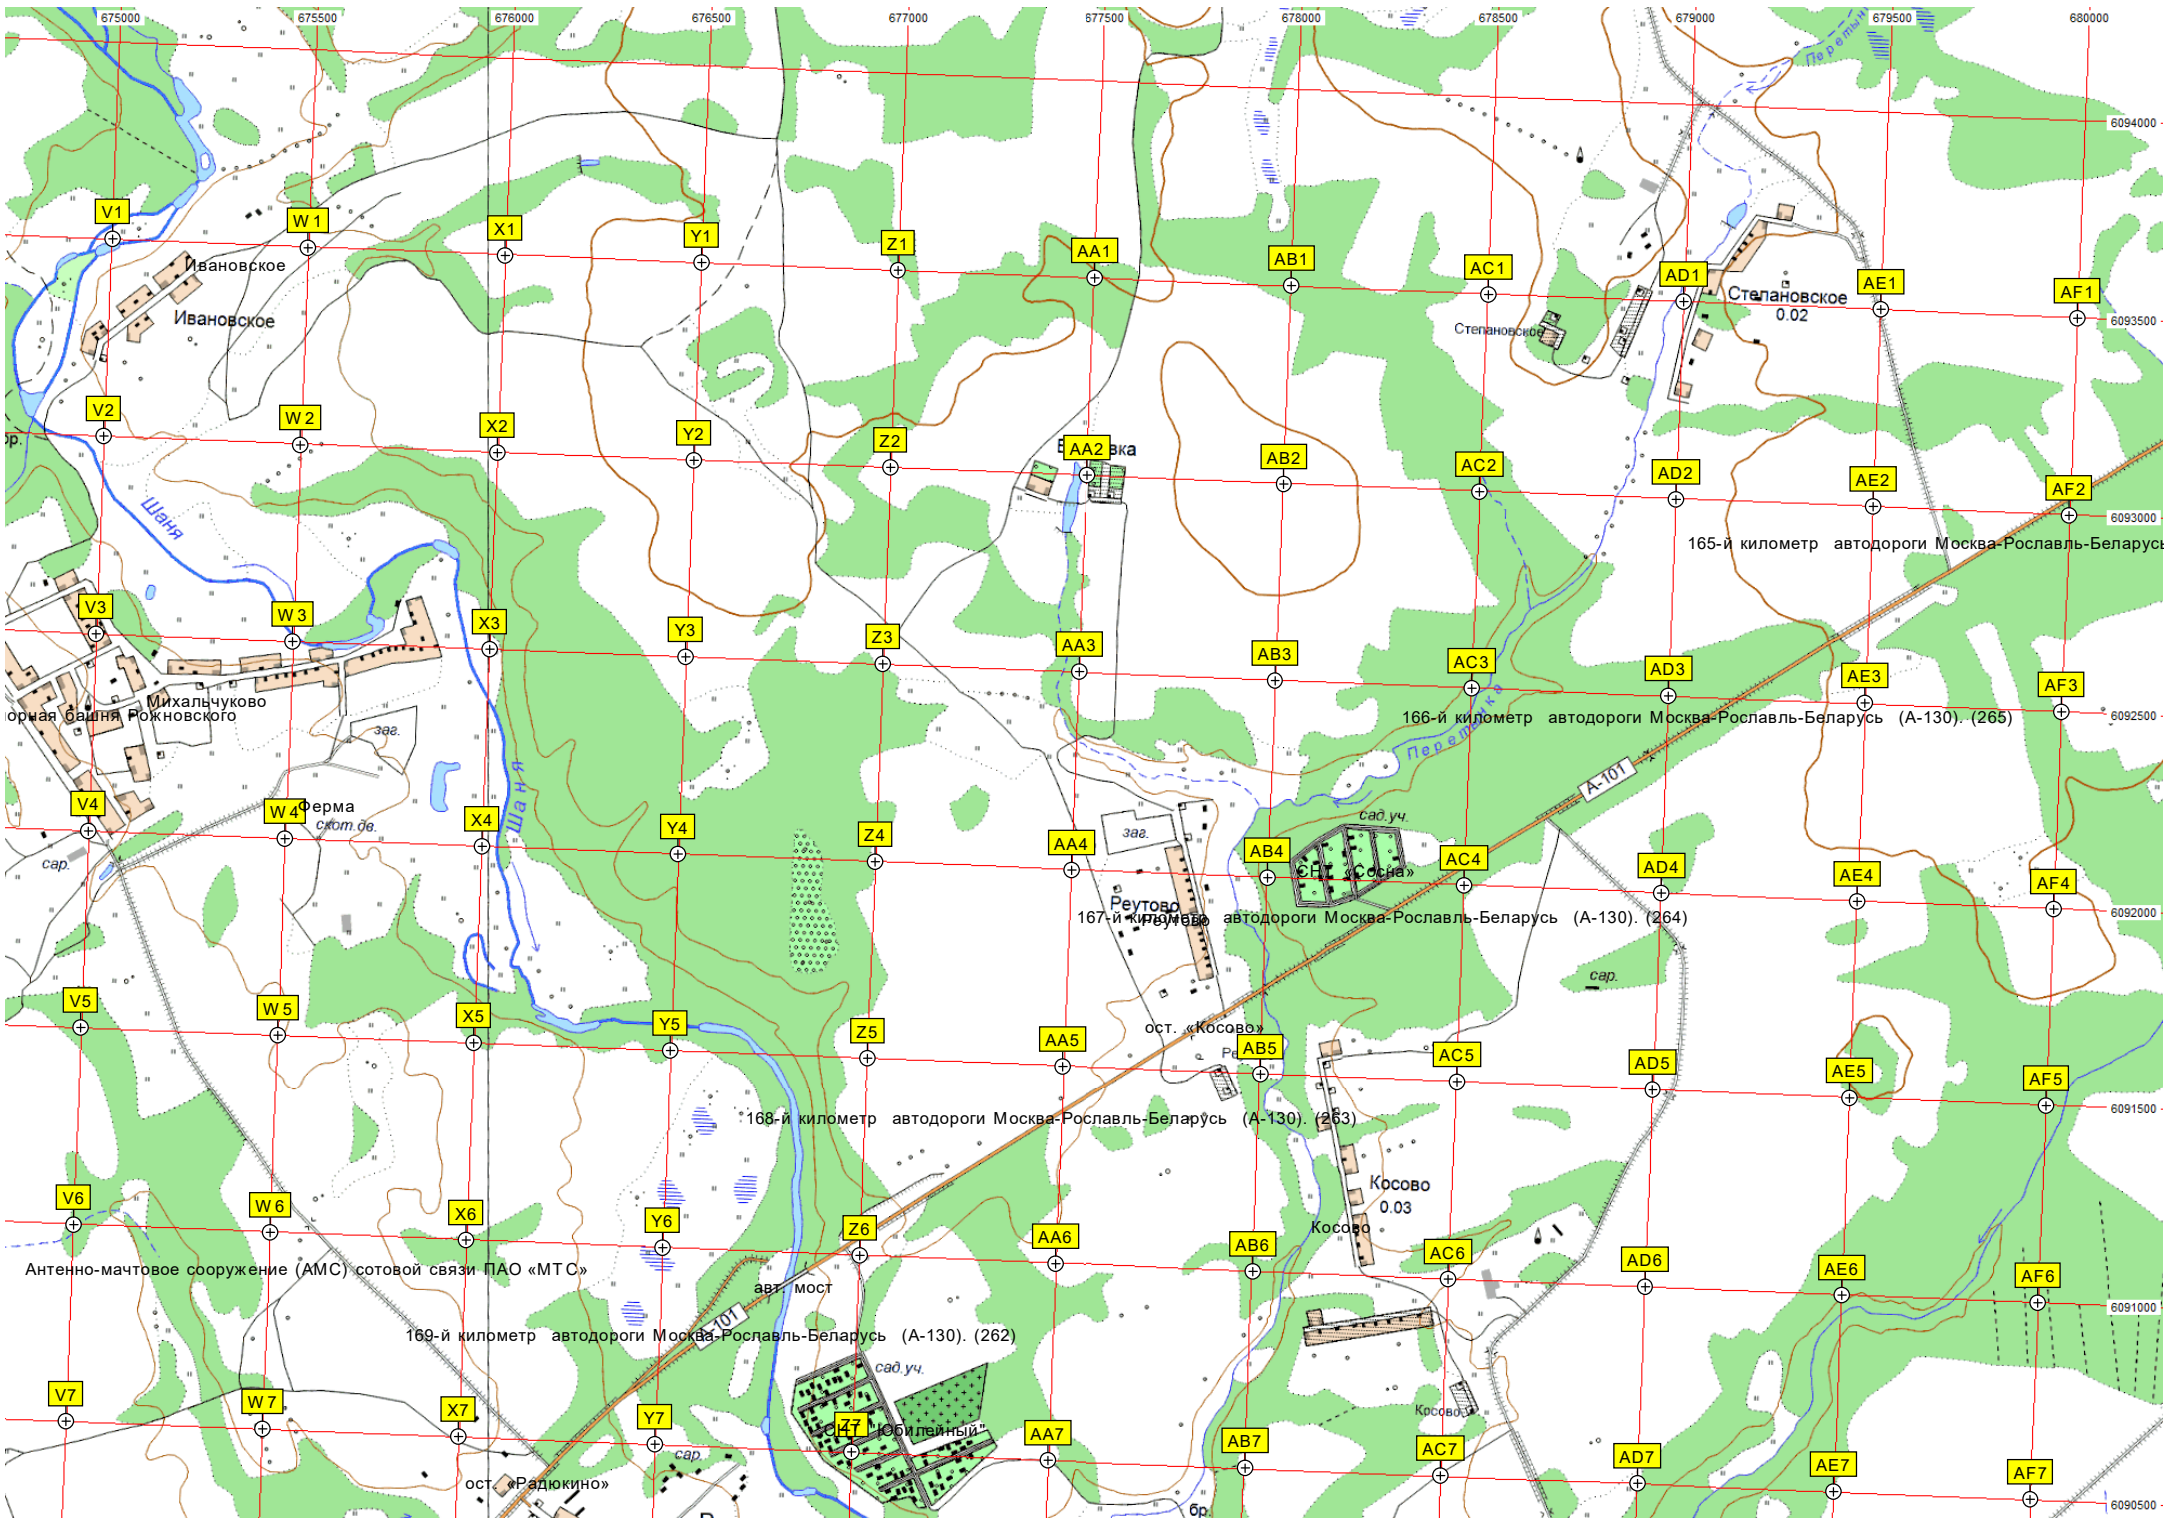 675000 675500 676000 676500 677000 677500 678000 678500 679000 679500 680000
6094000
V1 W1 X1 Y1 Z1 AA1 AB1 AC1 AD1 AE1 AF1
Ивановское
Ивановское
Степановское
0.02
Степановское
6093500
V2 W2 X2 Y2 Z2 AA2 AB2 AC2 AD2 AE2 AF2
Шаня
6093000
165-й километр автодороги Москва-Рославль-Беларусь
V3 W3 X3 Y3 Z3 AA3 AB3 AC3 AD3 AE3 AF3
Михальчуково
орная башня Рожновского
заг.
Перетынка
166-й километр автодороги Москва-Рославль-Беларусь (А-130). (265)
6092500
А-101
Шаня
V4 W4 X4 Y4 Z4 AA4 AB4 AC4 AD4 AE4 AF4
Ферма
скот.дв.
сар.
заг.
сад.уч.
СНТ «Сосна»
Реутово
Реутово
167-й километр автодороги Москва-Рославль-Беларусь (А-130). (264)
6092000
сар.
V5 W5 X5 Y5 Z5 AA5 AB5 AC5 AD5 AE5 AF5
ост. «Косово»
168-й километр автодороги Москва-Рославль-Беларусь (А-130). (263)
6091500
Косово
0.03
Косово
V6 W6 X6 Y6 Z6 AA6 AB6 AC6 AD6 AE6 AF6
Антенно-мачтовое сооружение (АМС) сотовой связи ПАО «МТС»
авт. мост
А-101
169-й километр автодороги Москва-Рославль-Беларусь (А-130). (262)
6091000
сад.уч.
V7 W7 X7 Y7 Z7 AA7 AB7 AC7 AD7 AE7 AF7
СНТ "Юбилейный"
Косово
сар.
ост. «Радюкино»
бр.
6090500